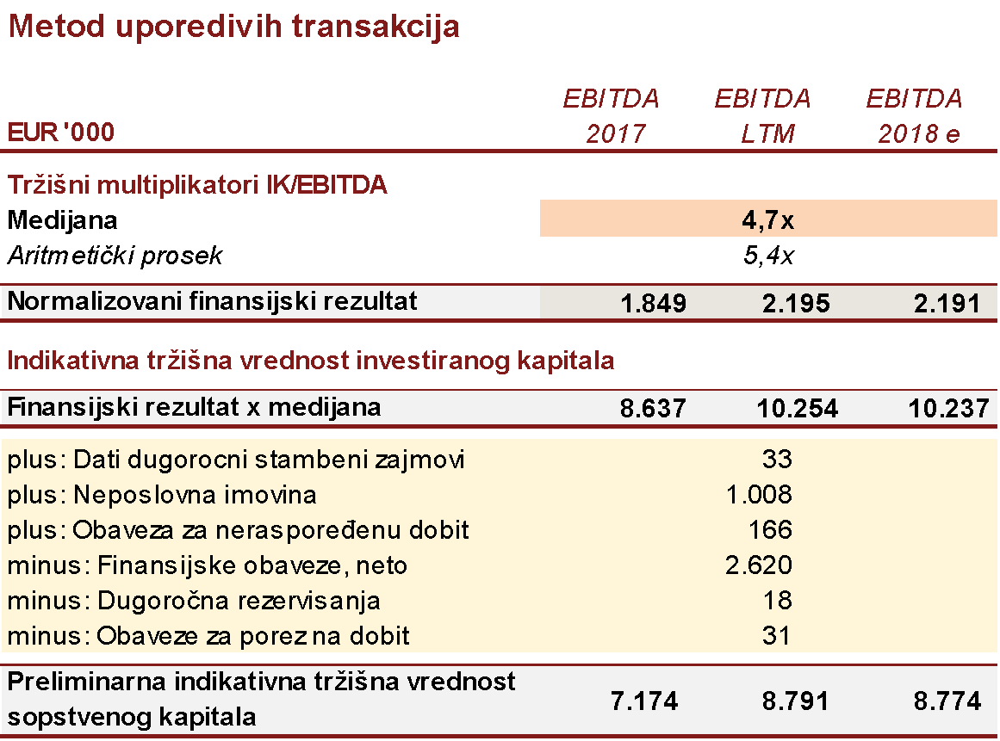 Metod uporedivih transakcija
EBITDA EBITDA EBITDA
EUR '000 2017 LTM 2018 e
Tržišni multiplikatori IK/EBITDA
Medijana 4,7x
Aritmetički prosek 5,4x
Normalizovani finansijski rezultat 1.849 2.195 2.191
Indikativna tržišna vrednost investiranog kapitala
Finansijski rezultat x medijana 8.637 10.254 10.237
plus: Dati dugorocni stambeni zajmovi 33
plus: Neposlovna imovina 1.008
plus: Obaveza za neraspoređenu dobit 166
minus: Finansijske obaveze, neto 2.620
minus: Dugoročna rezervisanja 18
minus: Obaveze za porez na dobit 31
Preliminarna indikativna tržišna vrednost
sopstvenog kapitala 7.174 8.791 8.774